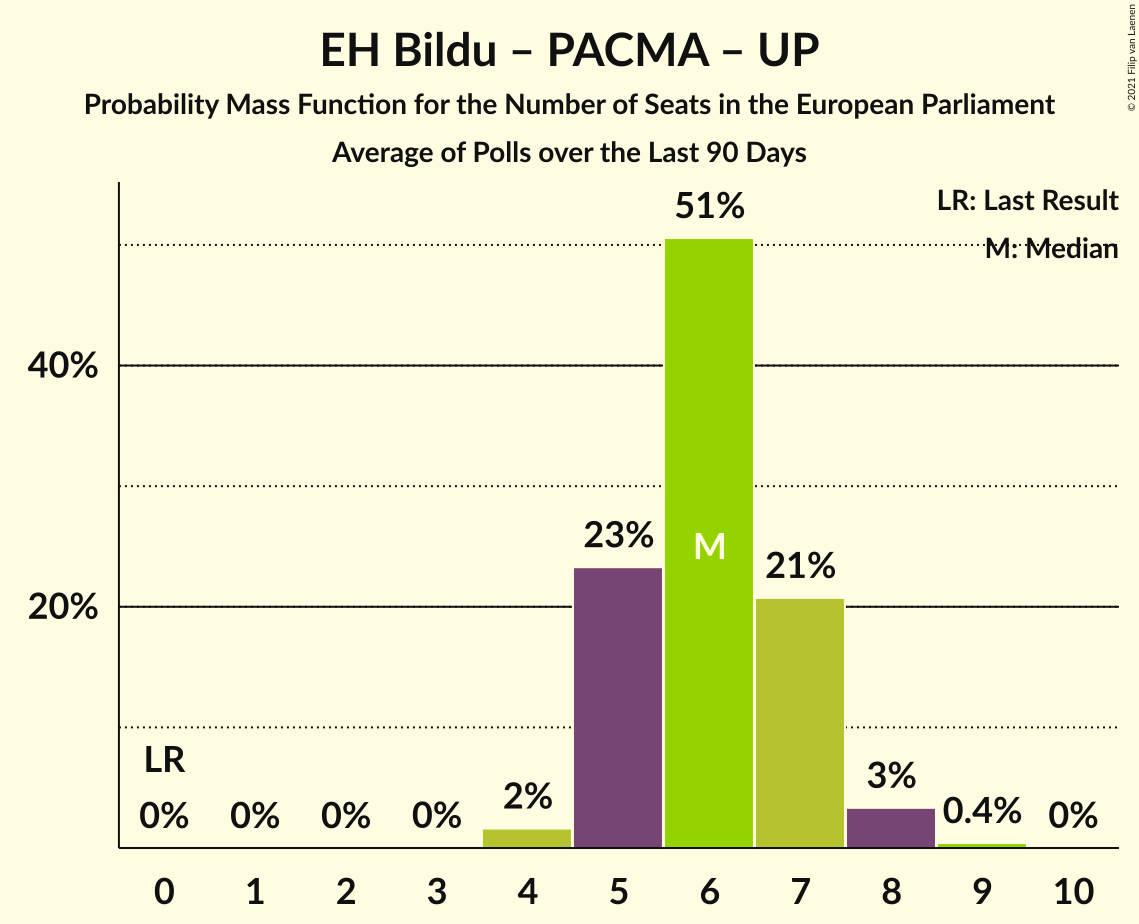 EH Bildu – PACMA – UP
Probability Mass Function for the Number of Seats in the European Parliament
Average of Polls over the Last 90 Days
© 2021 Filip van Laenen
LR: Last Result
M: Median
51%
40%
23%
M
21%
20%
LR
0% 0% 0% 0% 2% 3% 0.4% 0%
0 1 2 3 4 5 6 7 8 9 10